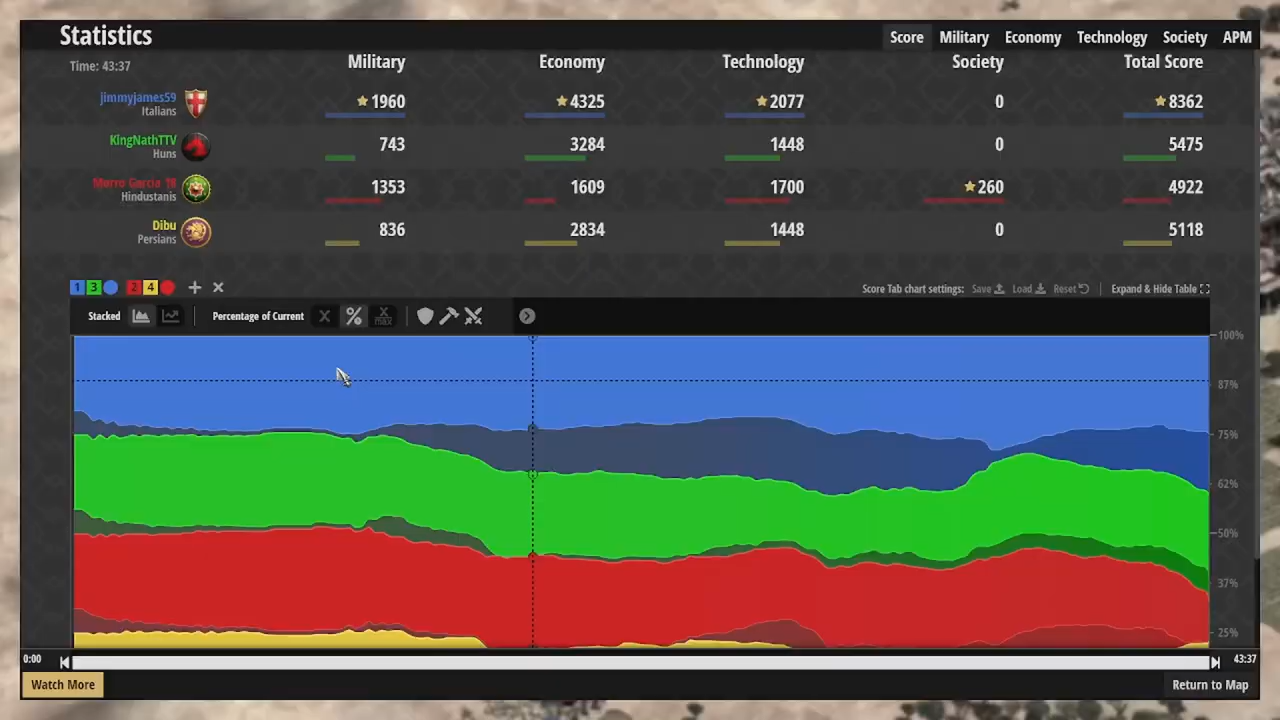 Statistics
Score Military Economy Technology Society APM
Time: 43:37
Military Economy Technology Society Total Score
jimmyjames59 1960 4325 2077 0 8362
Italians
KingNathTTV 743 3284 1448 0 5475
Huns
1353 1609 1700 260 4922
Hindustanis
Dibu 836 2834 1448 0 5118
Persians
1 3 2 4
Score Tab chart settings: Save Load Reset Expand & Hide Table
Stacked Percentage of Current X % X max
100%
87%
75%
62%
50%
37%
25%
0:00 43:37
Watch More Return to Map